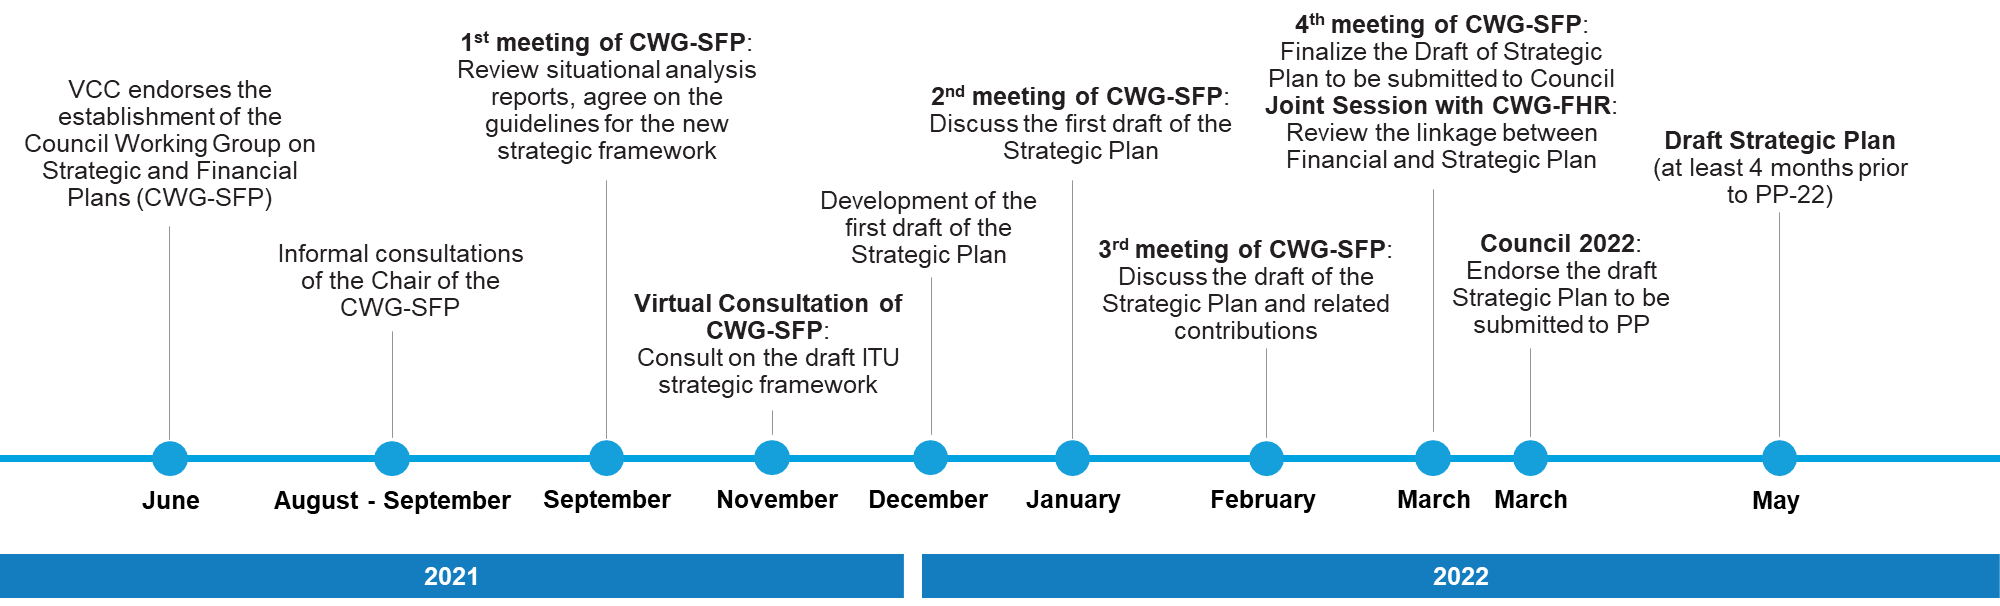 VCC endorses the
establishment of the
Council Working Group on
Strategic and Financial
Plans (CWG-SFP)
Informal consultations
of the Chair of the
CWG-SFP
1st meeting of CWG-SFP:
Review situational analysis
reports, agree on the
guidelines for the new
strategic framework
Virtual Consultation of
CWG-SFP:
Consult on the draft ITU
strategic framework
Development of the
first draft of the
Strategic Plan
2nd meeting of CWG-SFP:
Discuss the first draft of the
Strategic Plan
3rd meeting of CWG-SFP:
Discuss the draft of the
Strategic Plan and related
contributions
4th meeting of CWG-SFP:
Finalize the Draft of Strategic
Plan to be submitted to Council
Joint Session with CWG-FHR:
Review the linkage between
Financial and Strategic Plan
Council 2022:
Endorse the draft
Strategic Plan to be
submitted to PP
Draft Strategic Plan
(at least 4 months prior
to PP-22)
June
August - September
September
November
December
January
February
March
March
May
2021
2022